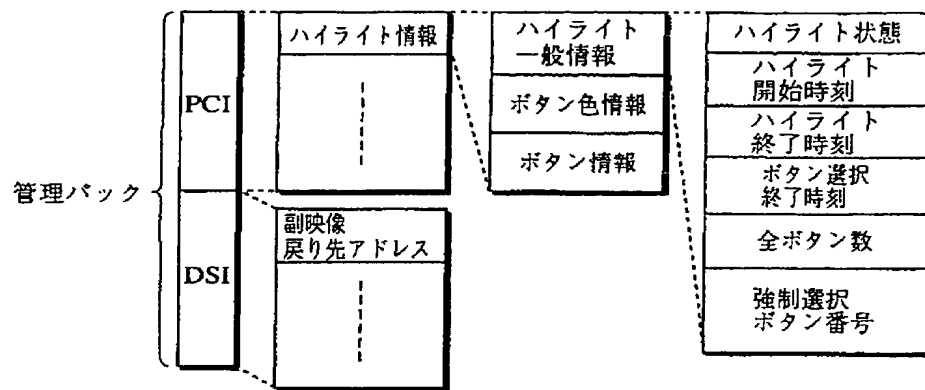 管理パック
PCI
DSI
ハイライト情報
副映像
戻り先アドレス
ハイライト
一般情報
ボタン色情報
ボタン情報
ハイライト状態
ハイライト
開始時刻
ハイライト
終了時刻
ボタン選択
終了時刻
全ボタン数
強制選択
ボタン番号